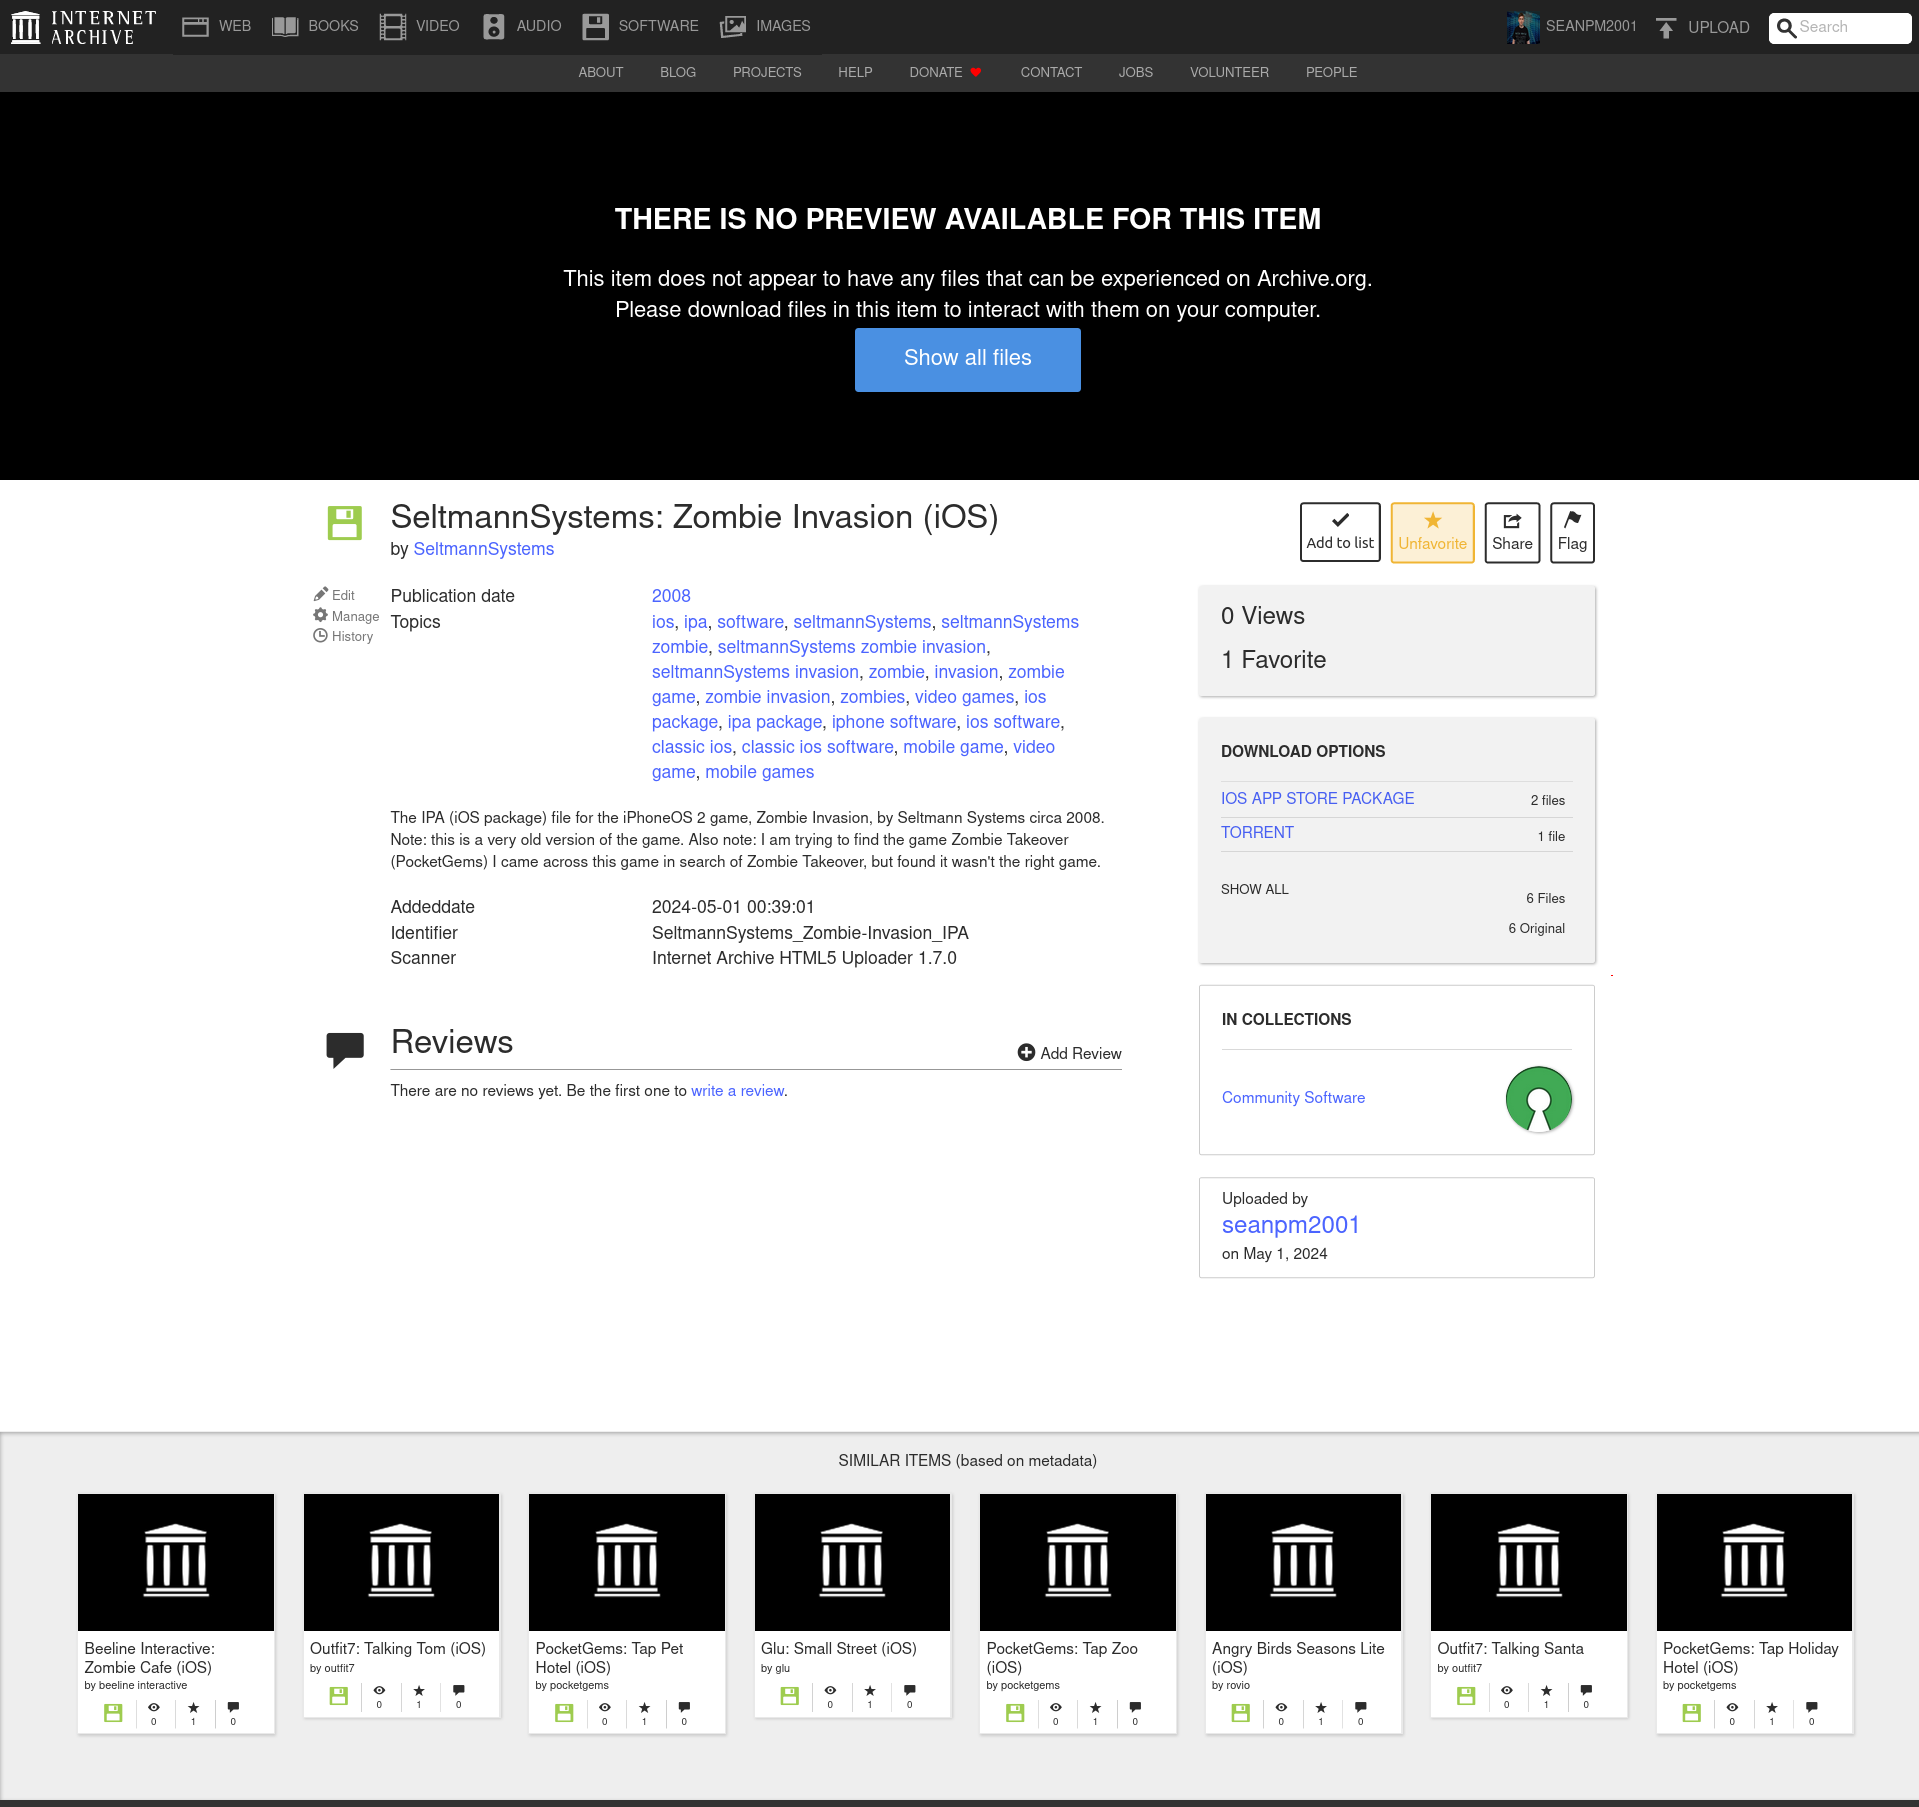 INTERNET ARCHIVE
WEB BOOKS VIDEO AUDIO SOFTWARE IMAGES
SEANPM2001 UPLOAD Search
ABOUT BLOG PROJECTS HELP DONATE CONTACT JOBS VOLUNTEER PEOPLE
THERE IS NO PREVIEW AVAILABLE FOR THIS ITEM
This item does not appear to have any files that can be experienced on Archive.org.
Please download files in this item to interact with them on your computer.
Show all files
SeltmannSystems: Zombie Invasion (iOS)
by SeltmannSystems
Add to list Unfavorite Share Flag
Edit
Manage
History
Publication date 2008
Topics ios, ipa, software, seltmannSystems, seltmannSystems
zombie, seltmannSystems zombie invasion,
seltmannSystems invasion, zombie, invasion, zombie
game, zombie invasion, zombies, video games, ios
package, ipa package, iphone software, ios software,
classic ios, classic ios software, mobile game, video
game, mobile games
The IPA (iOS package) file for the iPhoneOS 2 game, Zombie Invasion, by Seltmann Systems circa 2008.
Note: this is a very old version of the game. Also note: I am trying to find the game Zombie Takeover
(PocketGems) I came across this game in search of Zombie Takeover, but found it wasn't the right game.
Addeddate 2024-05-01 00:39:01
Identifier SeltmannSystems_Zombie-Invasion_IPA
Scanner Internet Archive HTML5 Uploader 1.7.0
Reviews
Add Review
There are no reviews yet. Be the first one to write a review.
0 Views
1 Favorite
DOWNLOAD OPTIONS
IOS APP STORE PACKAGE 2 files
TORRENT 1 file
SHOW ALL
6 Files
6 Original
IN COLLECTIONS
Community Software
Uploaded by
seanpm2001
on May 1, 2024
SIMILAR ITEMS (based on metadata)
Beeline Interactive:
Zombie Cafe (iOS)
by beeline interactive
0 1 0
Outfit7: Talking Tom (iOS)
by outfit7
0 1 0
PocketGems: Tap Pet
Hotel (iOS)
by pocketgems
0 1 0
Glu: Small Street (iOS)
by glu
0 1 0
PocketGems: Tap Zoo
(iOS)
by pocketgems
0 1 0
Angry Birds Seasons Lite
(iOS)
by rovio
0 1 0
Outfit7: Talking Santa
by outfit7
0 1 0
PocketGems: Tap Holiday
Hotel (iOS)
by pocketgems
0 1 0